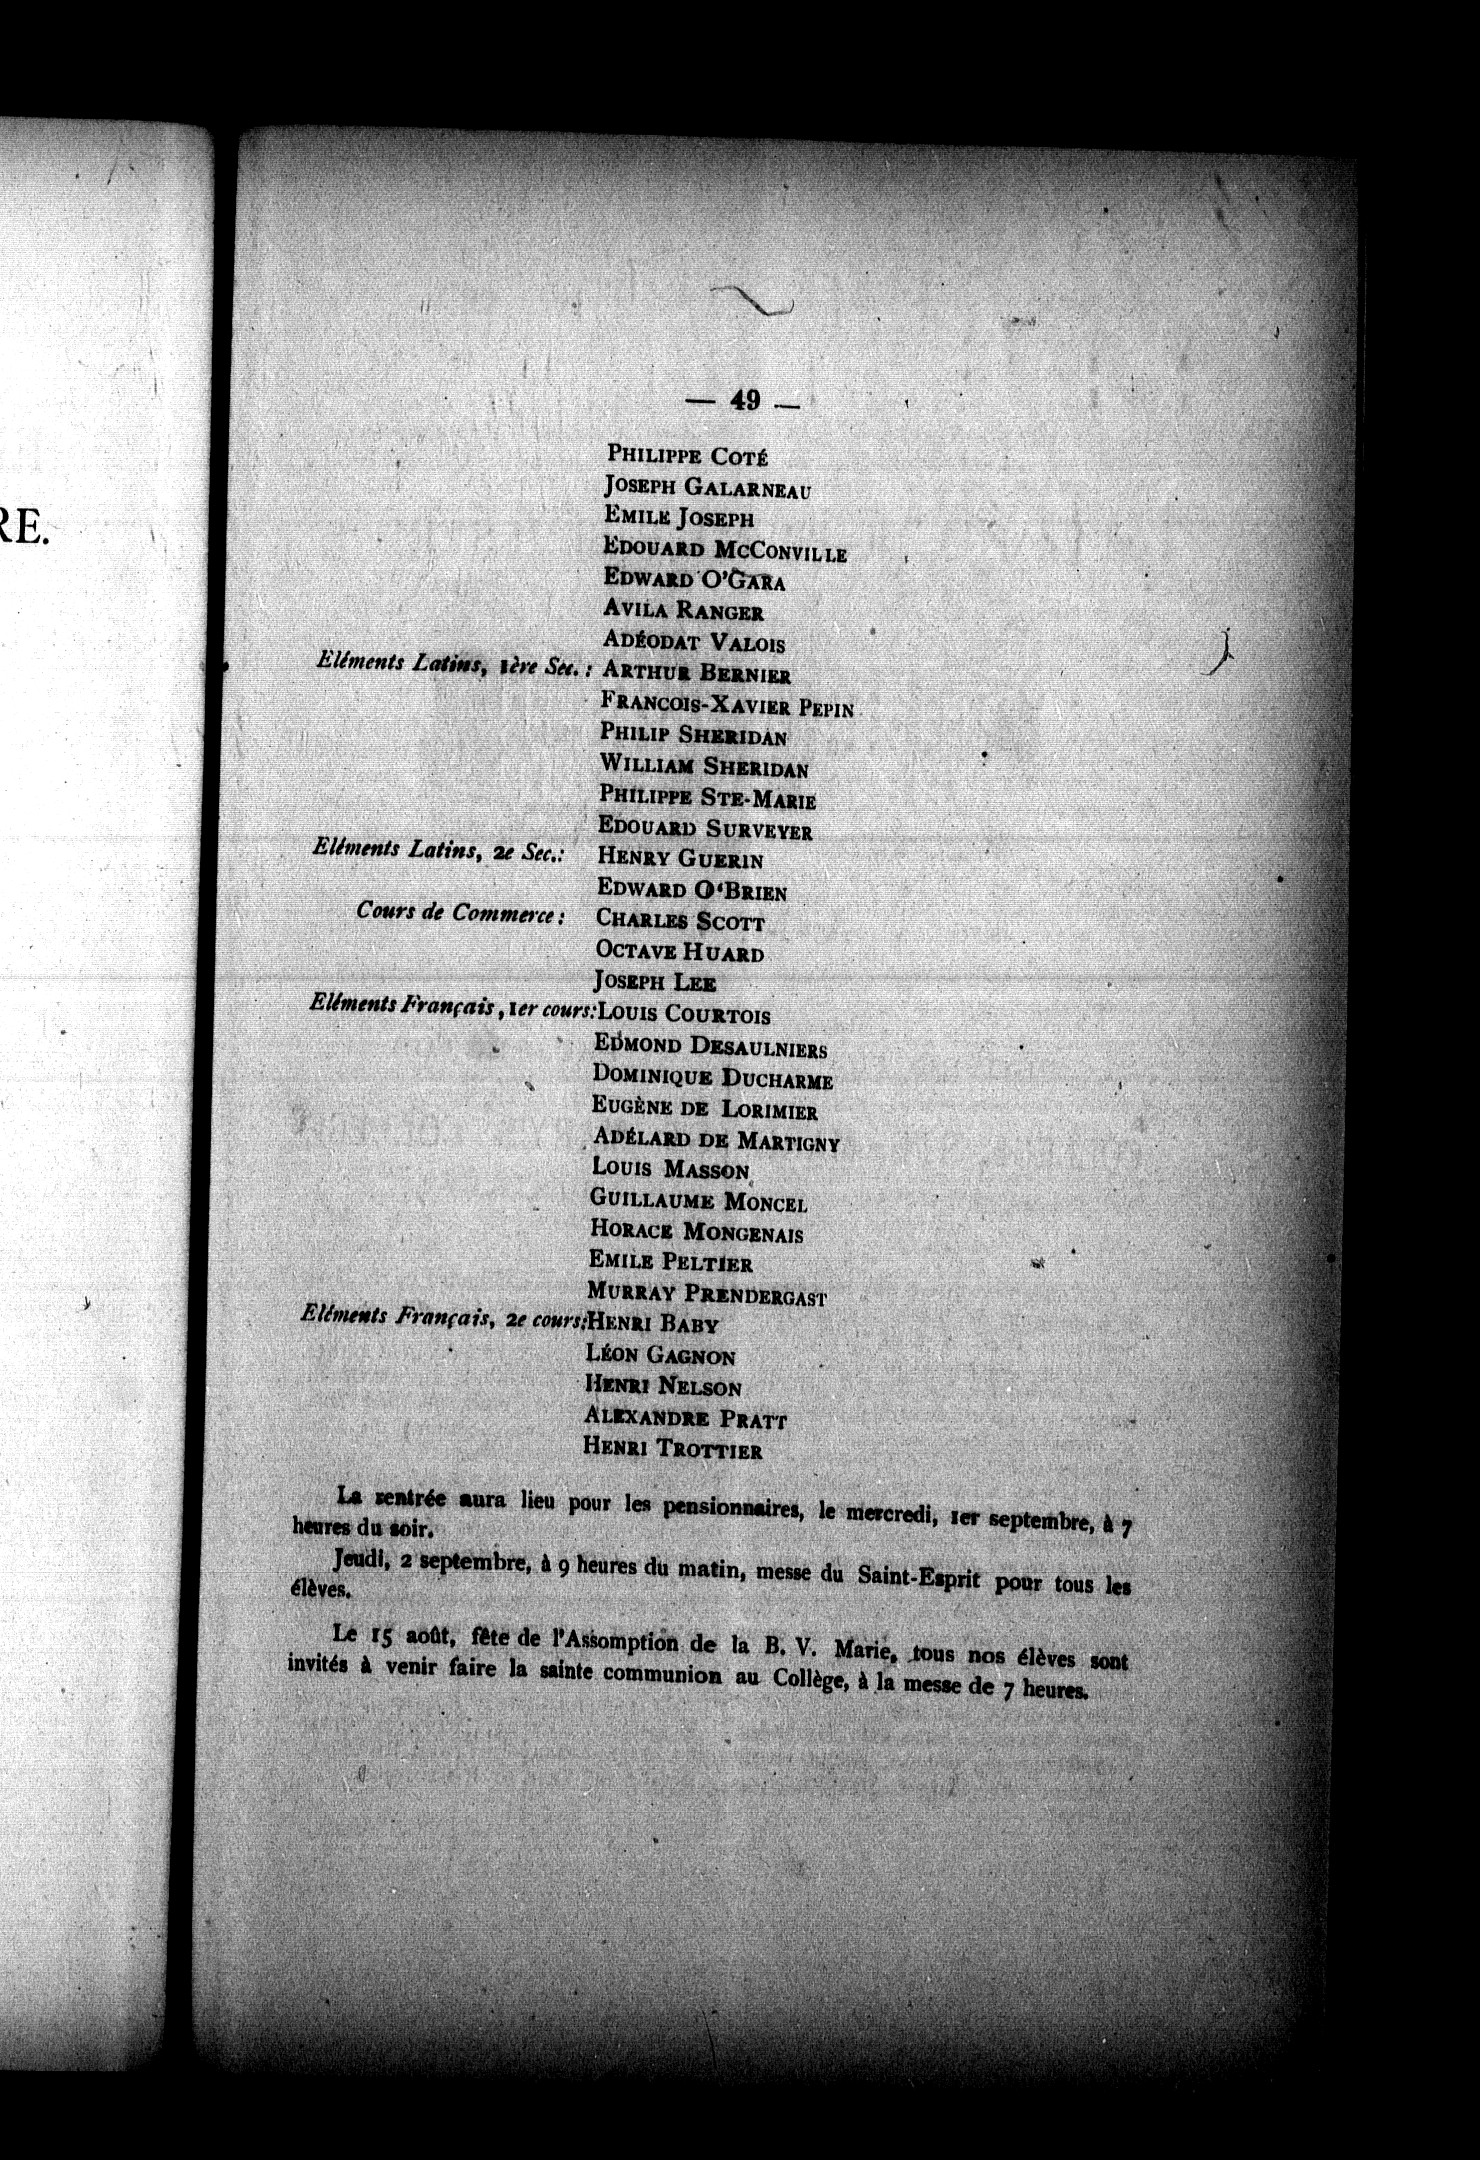 RE.
— 49 —
PHILIPPE COTÉ
JOSEPH GALARNEAU
EMILE JOSEPH
EDOUARD MCCONVILLE
EDWARD O'GARA
AVILA RANGER
ADÉODAT VALOIS
Eléments Latins, 1ère Sec. : ARTHUR BERNIER
FRANCOIS-XAVIER PEPIN
PHILIP SHERIDAN
WILLIAM SHERIDAN
PHILIPPE STE-MARIE
EDOUARD SURVEYER
Eléments Latins, 2e Sec.: HENRY GUERIN
EDWARD O'BRIEN
Cours de Commerce : CHARLES SCOTT
OCTAVE HUARD
JOSEPH LEE
Eléments Français, 1er cours: LOUIS COURTOIS
EDMOND DESAULNIERS
DOMINIQUE DUCHARME
EUGÈNE DE LORIMIER
ADÉLARD DE MARTIGNY
LOUIS MASSON
GUILLAUME MONCEL
HORACE MONGENAIS
EMILE PELTIER
MURRAY PRENDERGAST
Eléments Français, 2e cours: HENRI BABY
LÉON GAGNON
HENRI NELSON
ALEXANDRE PRATT
HENRI TROTTIER
La rentrée aura lieu pour les pensionnaires, le mercredi, 1er septembre, à 7
heures du soir.
Jeudi, 2 septembre, à 9 heures du matin, messe du Saint-Esprit pour tous les
élèves.
Le 15 août, fête de l'Assomption de la B. V. Marie, tous nos élèves sont
invités à venir faire la sainte communion au Collège, à la messe de 7 heures.